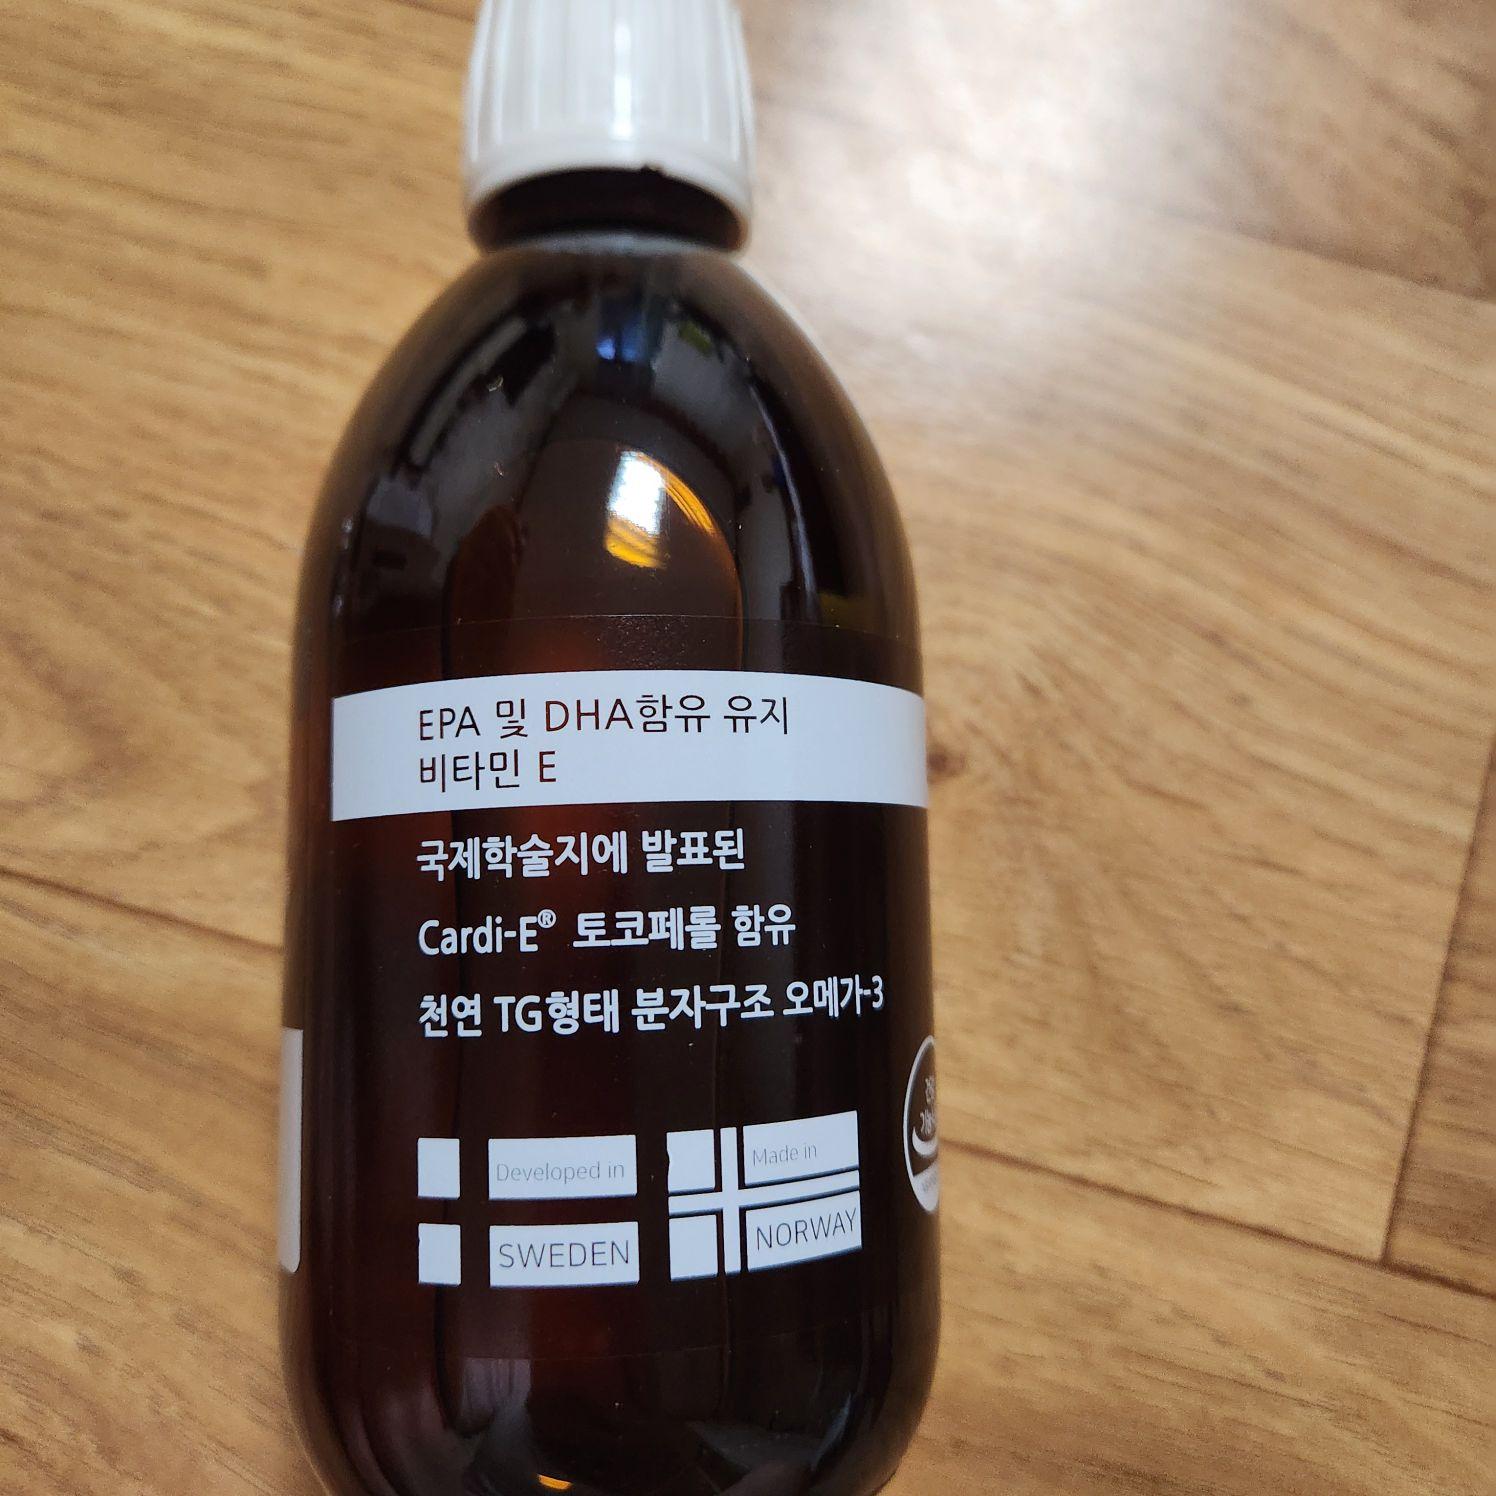 EPA 및 DHA함유 유지
비타민 E
국제학술지에 발표된
Cardi-E® 토코페롤 함유
천연 TG형태 분자구조 오메가-3
Developed in
SWEDEN
Made in
NORWAY